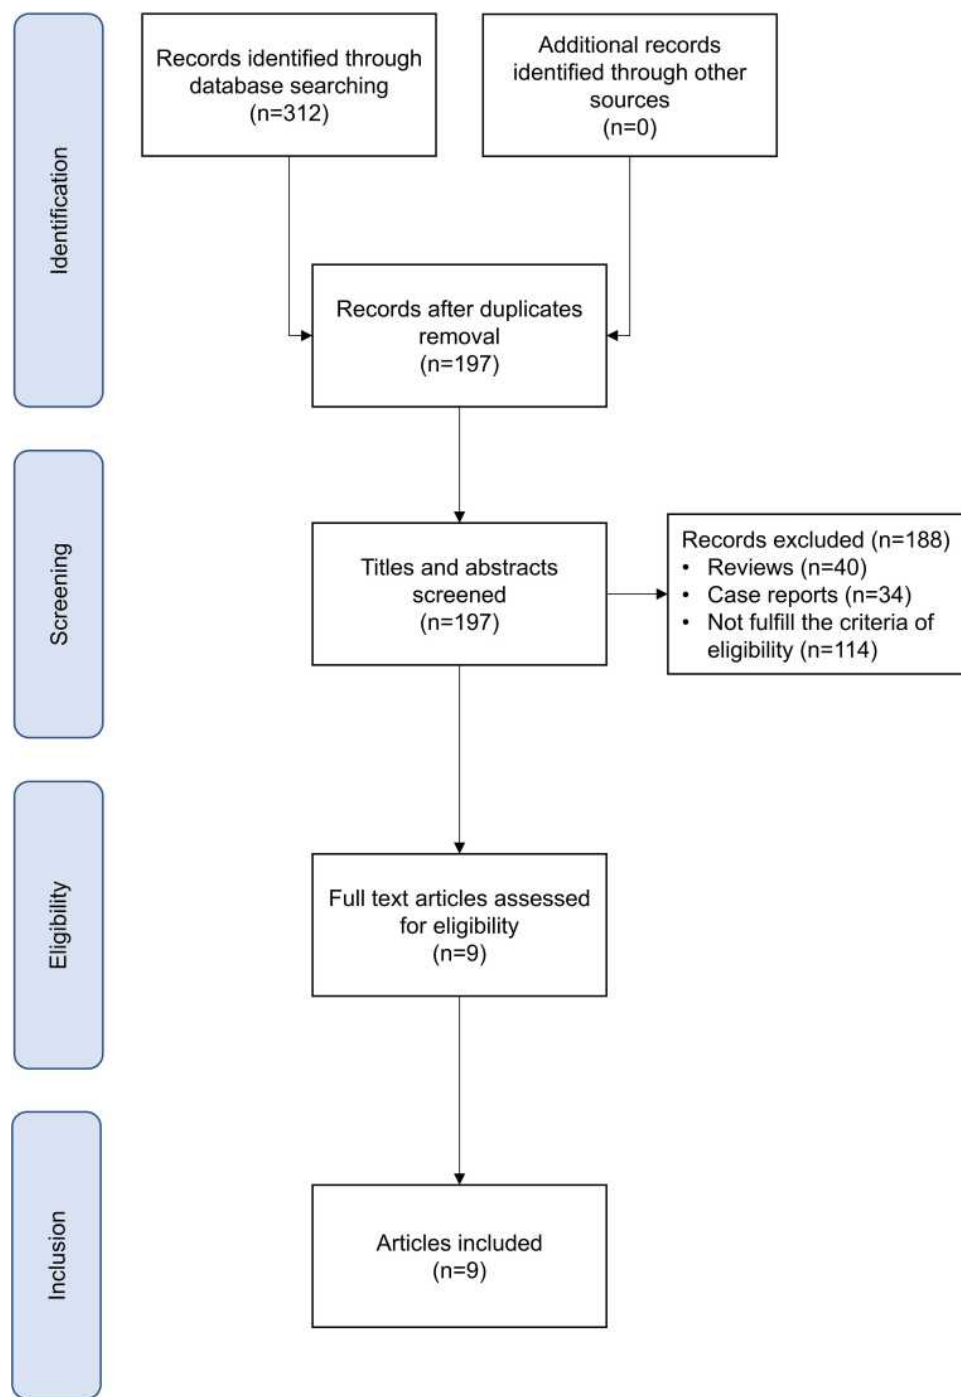 Identification
Records identified through
database searching
(n=312)
Additional records
identified through other
sources
(n=0)
Records after duplicates
removal
(n=197)
Screening
Titles and abstracts
screened
(n=197)
Records excluded (n=188)
• Reviews (n=40)
• Case reports (n=34)
• Not fulfill the criteria of
eligibility (n=114)
Eligibility
Full text articles assessed
for eligibility
(n=9)
Inclusion
Articles included
(n=9)